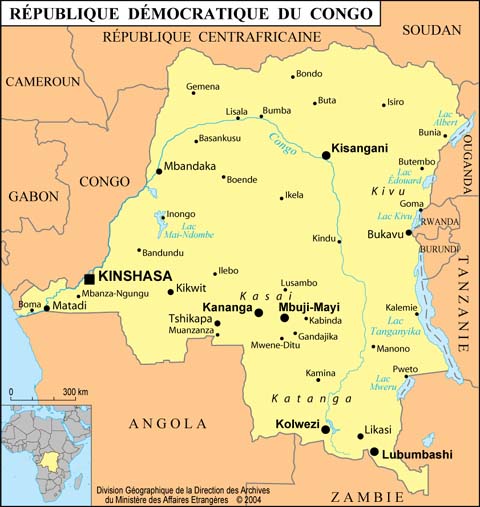 RÉPUBLIQUE DÉMOCRATIQUE DU CONGO
SOUDAN
RÉPUBLIQUE CENTRAFRICAINE
CAMEROUN
Bondo
Gemena
Buta
Isiro
Lisala
Bumba
Lac
Albert
Bunia
Basankusu
Congo
Kisangani
OUGANDA
Butembo
Mbandaka
Lac
Édouard
GABON
CONGO
Boende
Kivu
Ikela
Goma
Inongo
Lac Kivu
RWANDA
Lac
Mai-Ndombe
Bukavu
Kindu
BURUNDI
Bandundu
TANZANIE
KINSHASA
Ilebo
Mbanza-Ngungu
Kikwit
Lusambo
Kasai
Boma
Matadi
Kananga
Mbuji-Mayi
Kalemie
Tshikapa
Kabinda
Lac
Tanganyika
Muanzanza
Gandajika
Mwene-Ditu
Manono
Kamina
Pweto
Lac
Mweru
0
300 km
Katanga
ANGOLA
Kolwezi
Likasi
Lubumbashi
Division Géographique de la Direction des Archives
du Ministère des Affaires Etrangères © 2004
ZAMBIE